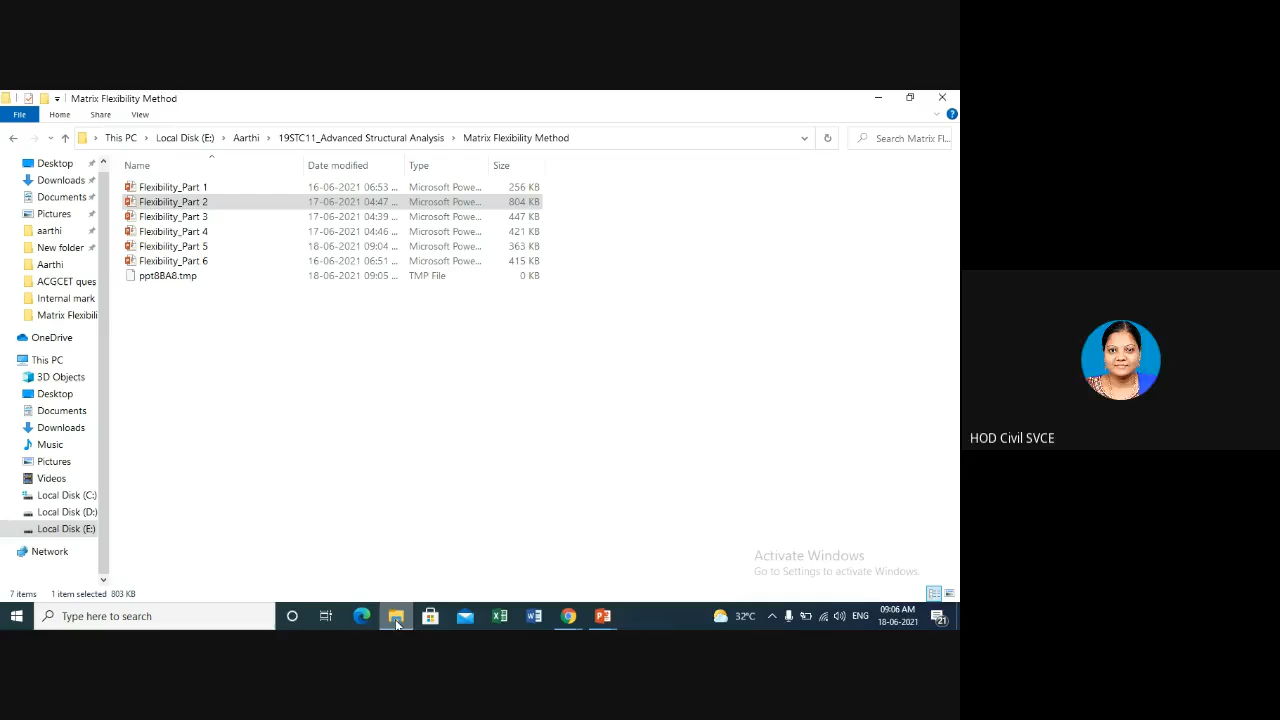 Matrix Flexibility Method
File Home Share View
This PC Local Disk (E:) Aarthi 19STC11_Advanced Structural Analysis Matrix Flexibility Method
Search Matrix Fl...
Name Date modified Type Size
Flexibility_Part 1 16-06-2021 06:53 ... Microsoft Powe... 256 KB
Flexibility_Part 2 17-06-2021 04:47 ... Microsoft Powe... 804 KB
Flexibility_Part 3 17-06-2021 04:39 ... Microsoft Powe... 447 KB
Flexibility_Part 4 17-06-2021 04:46 ... Microsoft Powe... 421 KB
Flexibility_Part 5 18-06-2021 09:04 ... Microsoft Powe... 363 KB
Flexibility_Part 6 16-06-2021 06:51 ... Microsoft Powe... 415 KB
ppt8BA8.tmp 18-06-2021 09:05 ... TMP File 0 KB
Desktop
Downloads
Documents
Pictures
aarthi
New folder
Aarthi
ACGCET ques
Internal mark
Matrix Flexibili
OneDrive
This PC
3D Objects
Desktop
Documents
Downloads
Music
Pictures
Videos
Local Disk (C:)
Local Disk (D:)
Local Disk (E:)
Network
HOD Civil SVCE
Activate Windows
Go to Settings to activate Windows.
7 items 1 item selected 803 KB
Type here to search
32°C
ENG
09:06 AM
18-06-2021
21